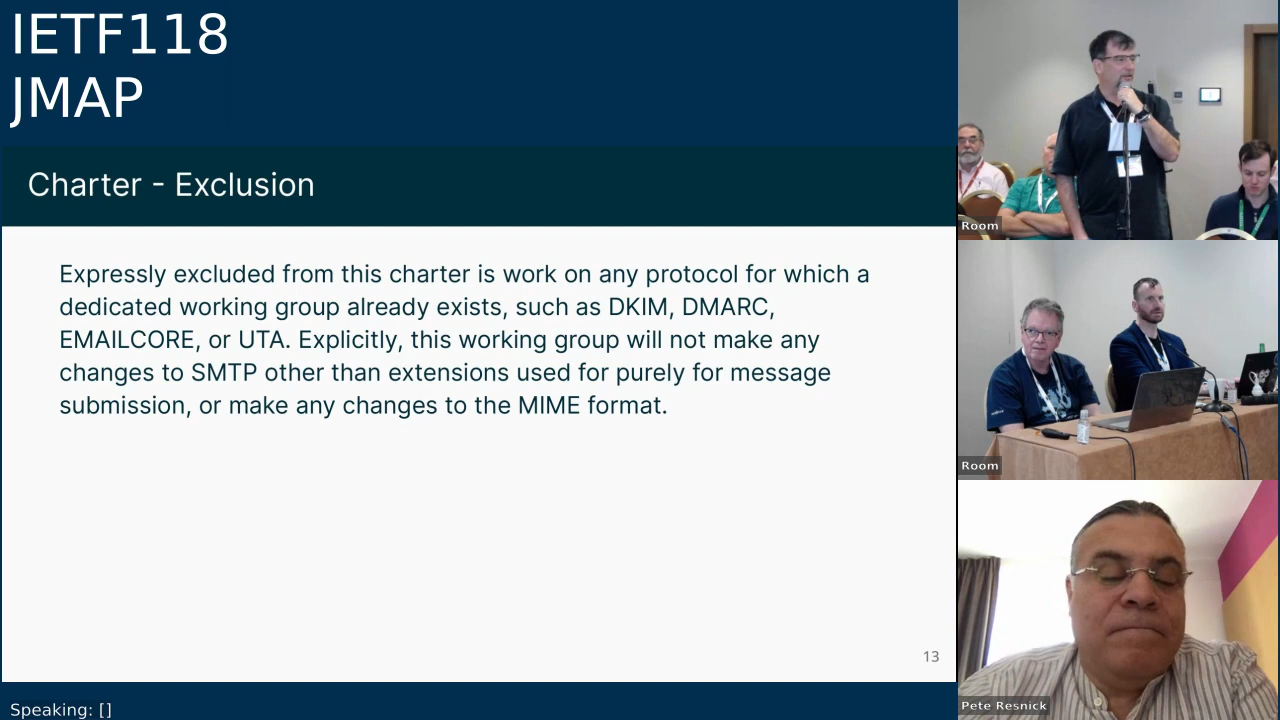 IETF118
JMAP
Charter - Exclusion
Expressly excluded from this charter is work on any protocol for which a
dedicated working group already exists, such as DKIM, DMARC,
EMAILCORE, or UTA. Explicitly, this working group will not make any
changes to SMTP other than extensions used for purely for message
submission, or make any changes to the MIME format.
13
Speaking: []
Room
Room
Pete Resnick